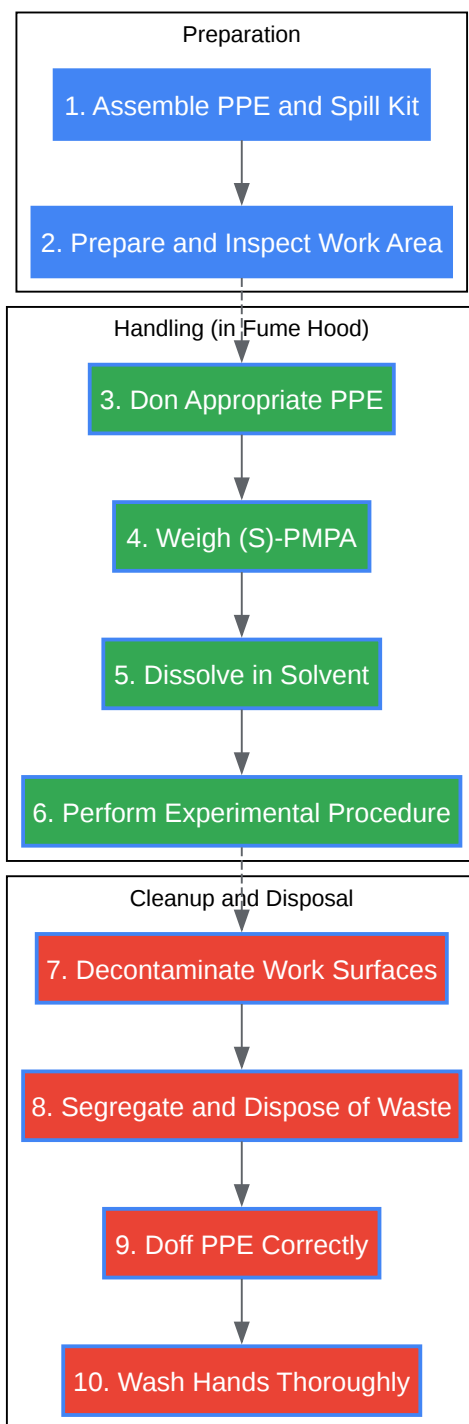 Preparation
1. Assemble PPE and Spill Kit
2. Prepare and Inspect Work Area
Handling (in Fume Hood)
3. Don Appropriate PPE
4. Weigh (S)-PMPA
5. Dissolve in Solvent
6. Perform Experimental Procedure
Cleanup and Disposal
7. Decontaminate Work Surfaces
8. Segregate and Dispose of Waste
9. Doff PPE Correctly
10. Wash Hands Thoroughly